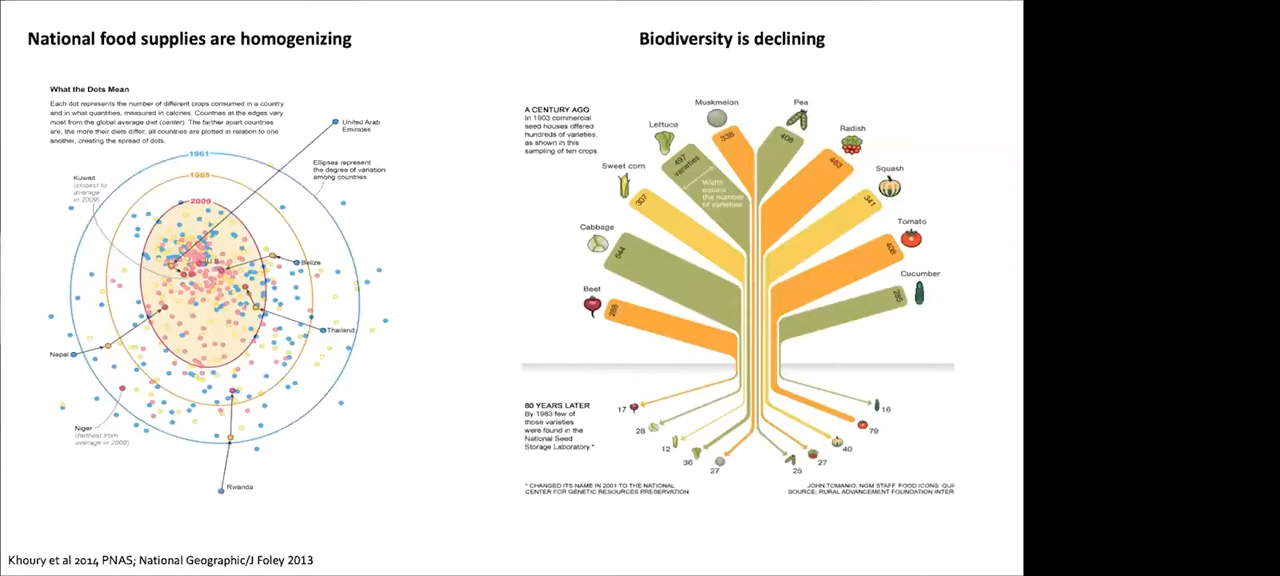 National food supplies are homogenizing
Biodiversity is declining
What the Dots Mean
Each dot represents the number of different crops consumed in a country
and in what quantities, measured in calories. Countries at the edges vary
most from the global average diet (center). The farther apart countries
are, the more their diets differ, all countries are plotted in relation to one
another, creating the spread of dots.
United Arab
Emirates
1961
Ellipses represent
the degree of variation
among countries
1985
Kuwait
(closest to
average
in 2009)
2009
U.S.
Belize
Thailand
Nepal
Niger
(farthest from
average in 2009)
Rwanda
A CENTURY AGO
In 1903 commercial
seed houses offered
hundreds of varieties,
as shown in this
sampling of ten crops.
Muskmelon
338
Pea
408
Lettuce
497
varieties
Width
equals
the number
of varieties
Radish
463
Sweet corn
307
Squash
341
Cabbage
544
Tomato
408
Beet
288
Cucumber
285
80 YEARS LATER
By 1983 few of
those varieties
were found in the
National Seed
Storage Laboratory.*
17
28
12
36
27
25
27
40
79
16
* CHANGED ITS NAME IN 2001 TO THE NATIONAL
CENTER FOR GENETIC RESOURCES PRESERVATION
JOHN TOMANIO, NGM STAFF. FOOD ICONS: QUI
SOURCE: RURAL ADVANCEMENT FOUNDATION INTER
Khoury et al 2014 PNAS; National Geographic/J Foley 2013